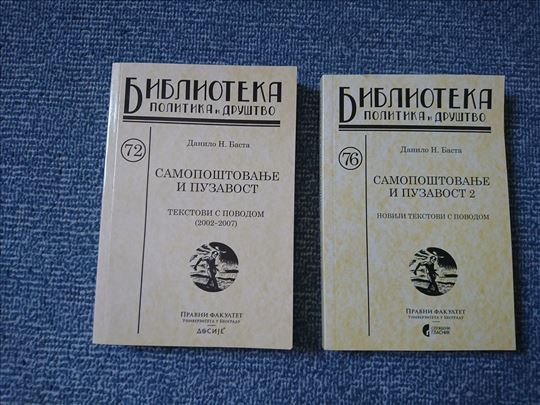 БИБЛИОТЕКА
ПОЛИТИКА и ДРУШТВО
72
Данило Н. Баста
САМОПОШТОВАЊЕ
И ПУЗАВОСТ
ТЕКСТОВИ С ПОВОДОМ
(2002–2007)
ПРАВНИ ФАКУЛТЕТ
УНИВЕРЗИТЕТА У БЕОГРАДУ
ДОСИЈЕ
БИБЛИОТЕКА
ПОЛИТИКА и ДРУШТВО
76
Данило Н. Баста
САМОПОШТОВАЊЕ
И ПУЗАВОСТ 2
НОВИЈИ ТЕКСТОВИ С ПОВОДОМ
ПРАВНИ ФАКУЛТЕТ
УНИВЕРЗИТЕТА У БЕОГРАДУ
СЛУЖБЕНИ
ГЛАСНИК